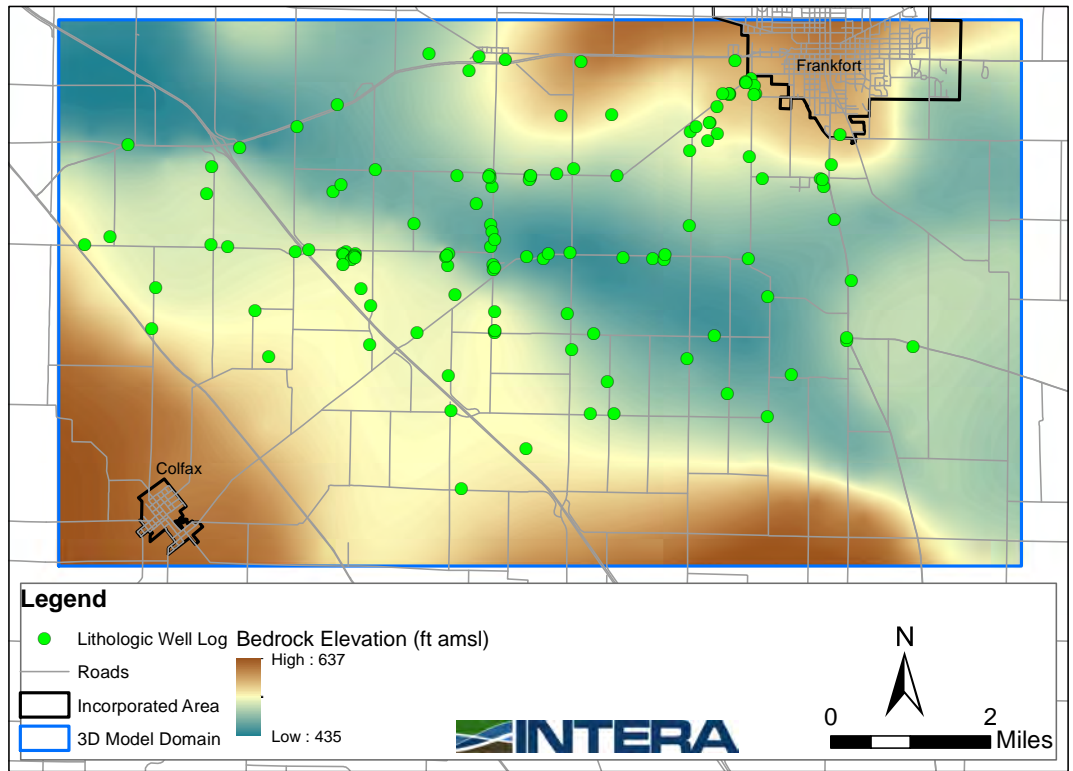 Frankfort
Colfax
Legend
Lithologic Well Log
Roads
Incorporated Area
3D Model Domain
Bedrock Elevation (ft amsl)
High : 637
Low : 435
INTERA
N
0 2
Miles